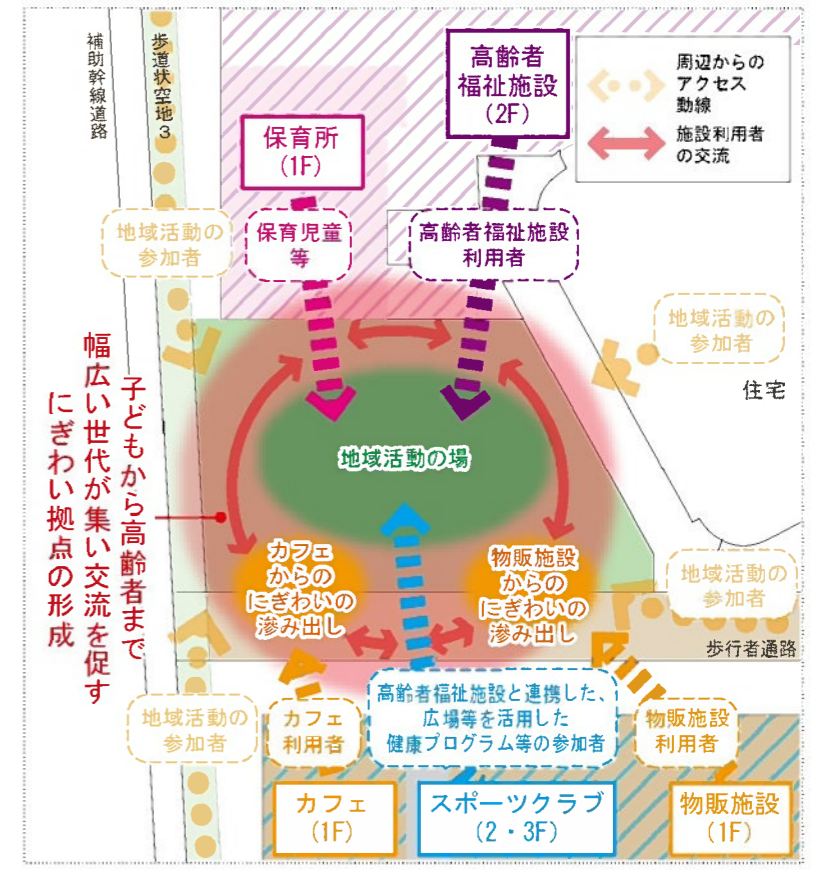 補助幹線道路
歩道状空地3
高齢者
福祉施設
(2F)
周辺からの
アクセス
動線
施設利用者
の交流
保育所
(1F)
地域活動の
参加者
保育児童
等
高齢者福祉施設
利用者
地域活動の
参加者
住宅
子どもから高齢者まで
幅広い世代が集い交流を促す
にぎわい拠点の形成
地域活動の場
カフェ
からの
にぎわいの
滲み出し
物販施設
からの
にぎわいの
滲み出し
地域活動の
参加者
歩行者通路
地域活動の
参加者
カフェ
利用者
高齢者福祉施設と連携した、
広場等を活用した
健康プログラム等の参加者
物販施設
利用者
カフェ
(1F)
スポーツクラブ
(2・3F)
物販施設
(1F)